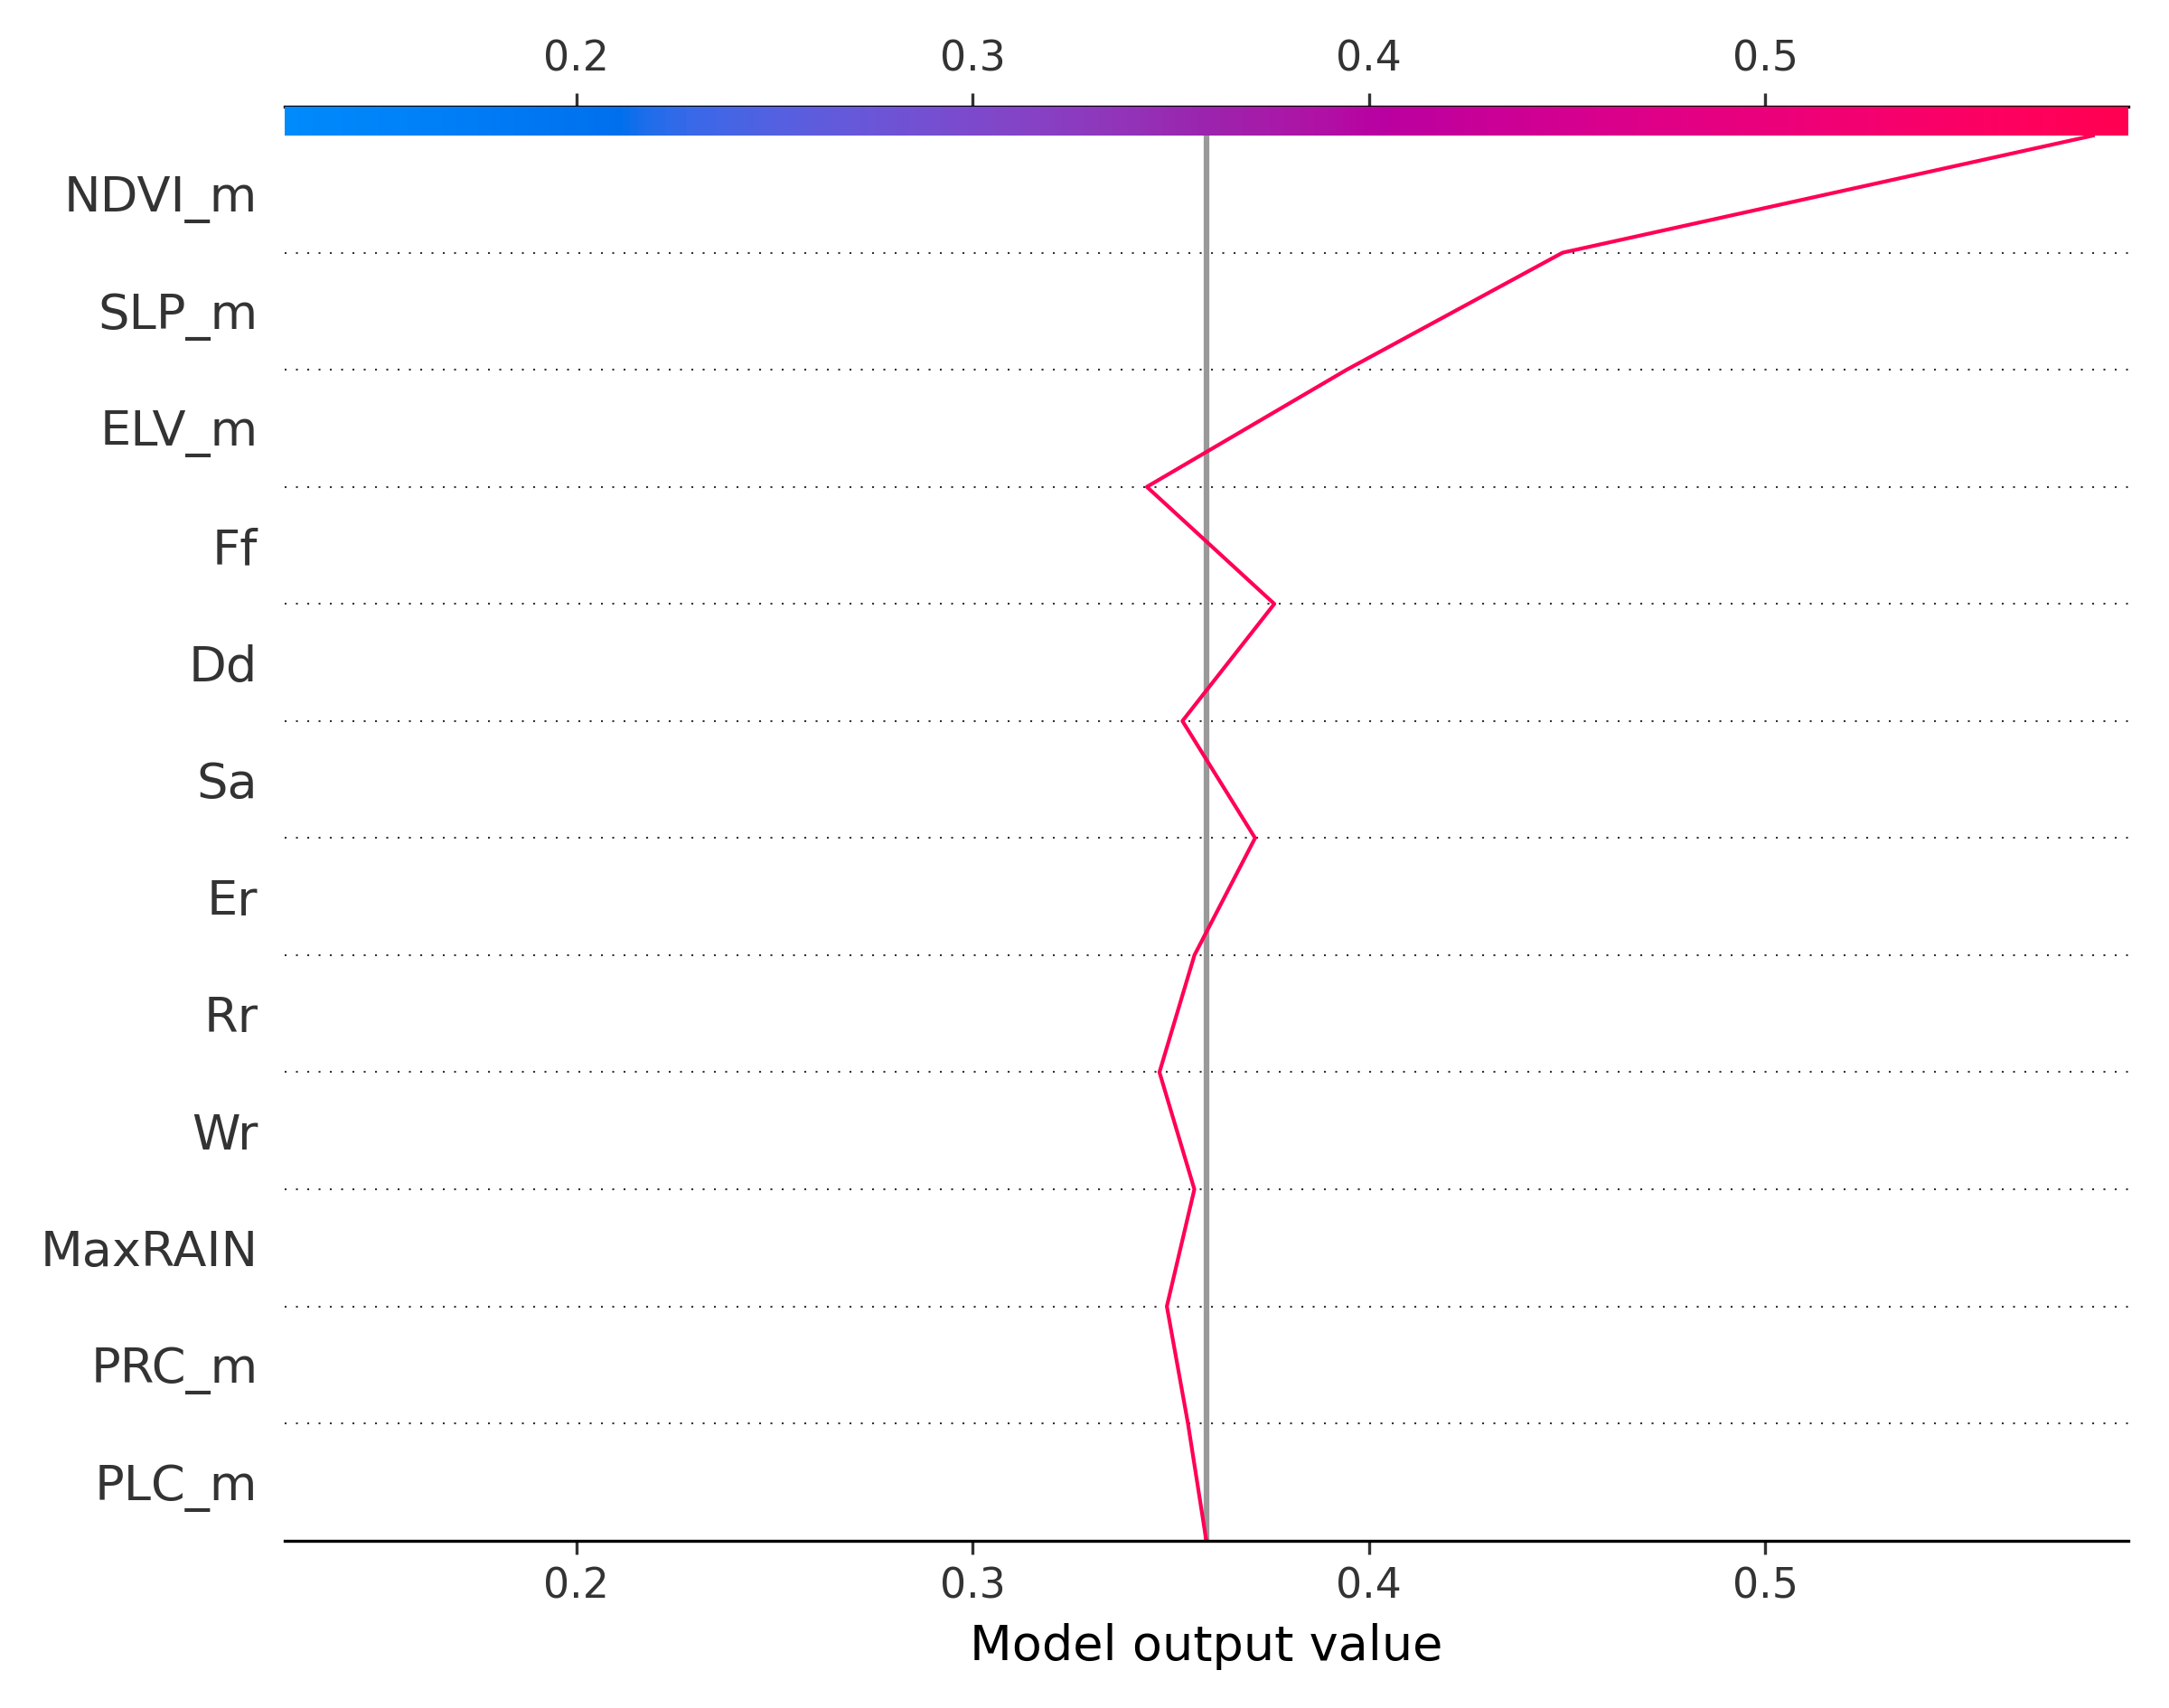 0.2 0.3 0.4 0.5
NDVI_m
SLP_m
ELV_m
Ff
Dd
Sa
Er
Rr
Wr
MaxRAIN
PRC_m
PLC_m
0.2 0.3 0.4 0.5
Model output value